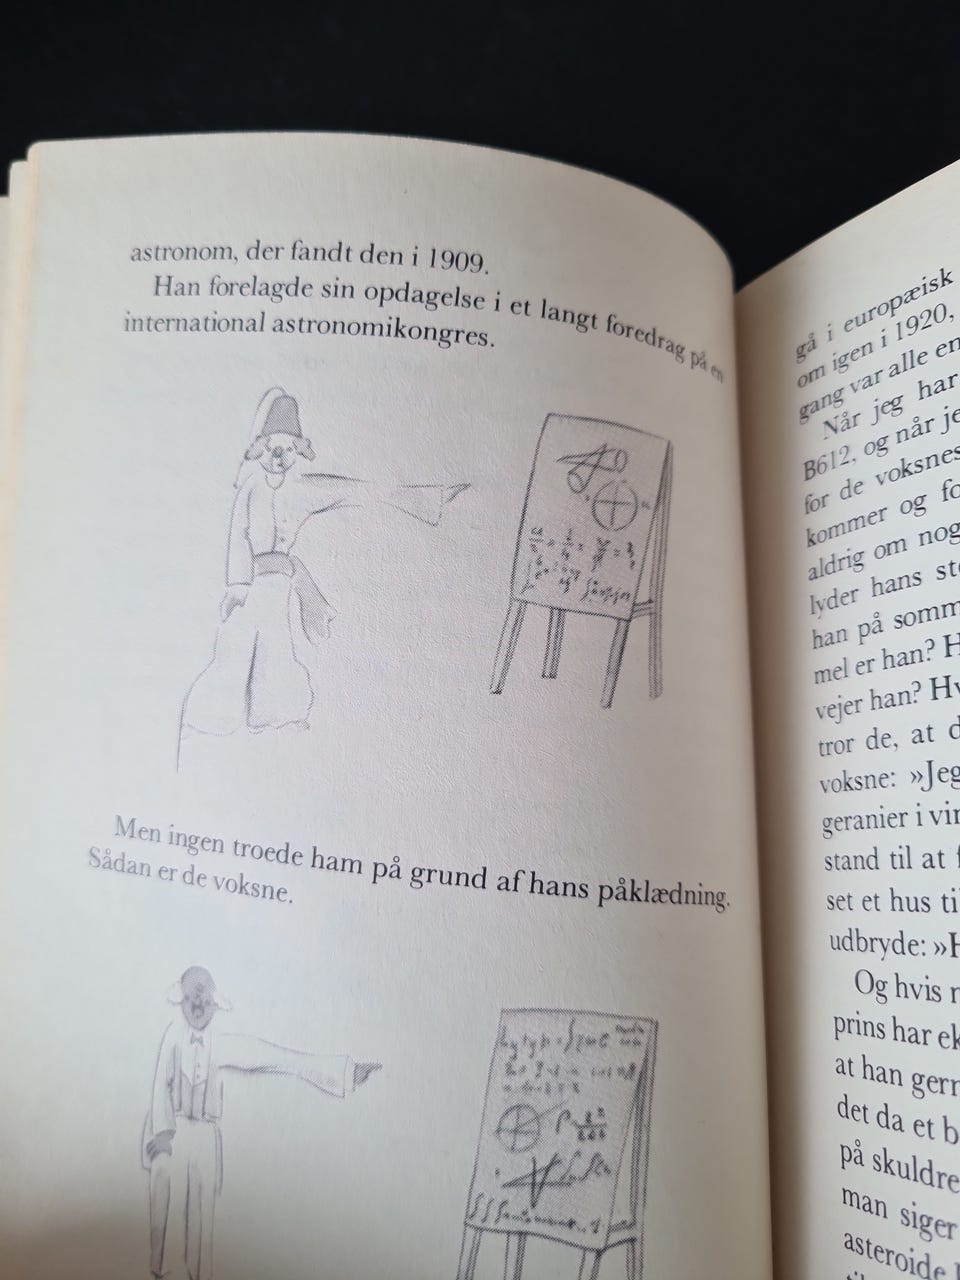 astronom, der fandt den i 1909.
Han forelagde sin opdagelse i et langt foredrag på en
international astronomikongres.
Men ingen troede ham på grund af hans påklædning.
Sådan er de voksne.
gå i europæisk
om igen i 1920,
gang var alle en
Når jeg har
B612, og når je
for de voksnes
kommer og fo
aldrig om nog
lyder hans ste
han på somm
mel er han? H
vejer han? Hv
tror de, at d
voksne: »Jeg
geranier i vin
stand til at f
set et hus ti
udbryde: »H
Og hvis
prins har ek
at han gern
det da et b
på skuldre
man siger
asteroide